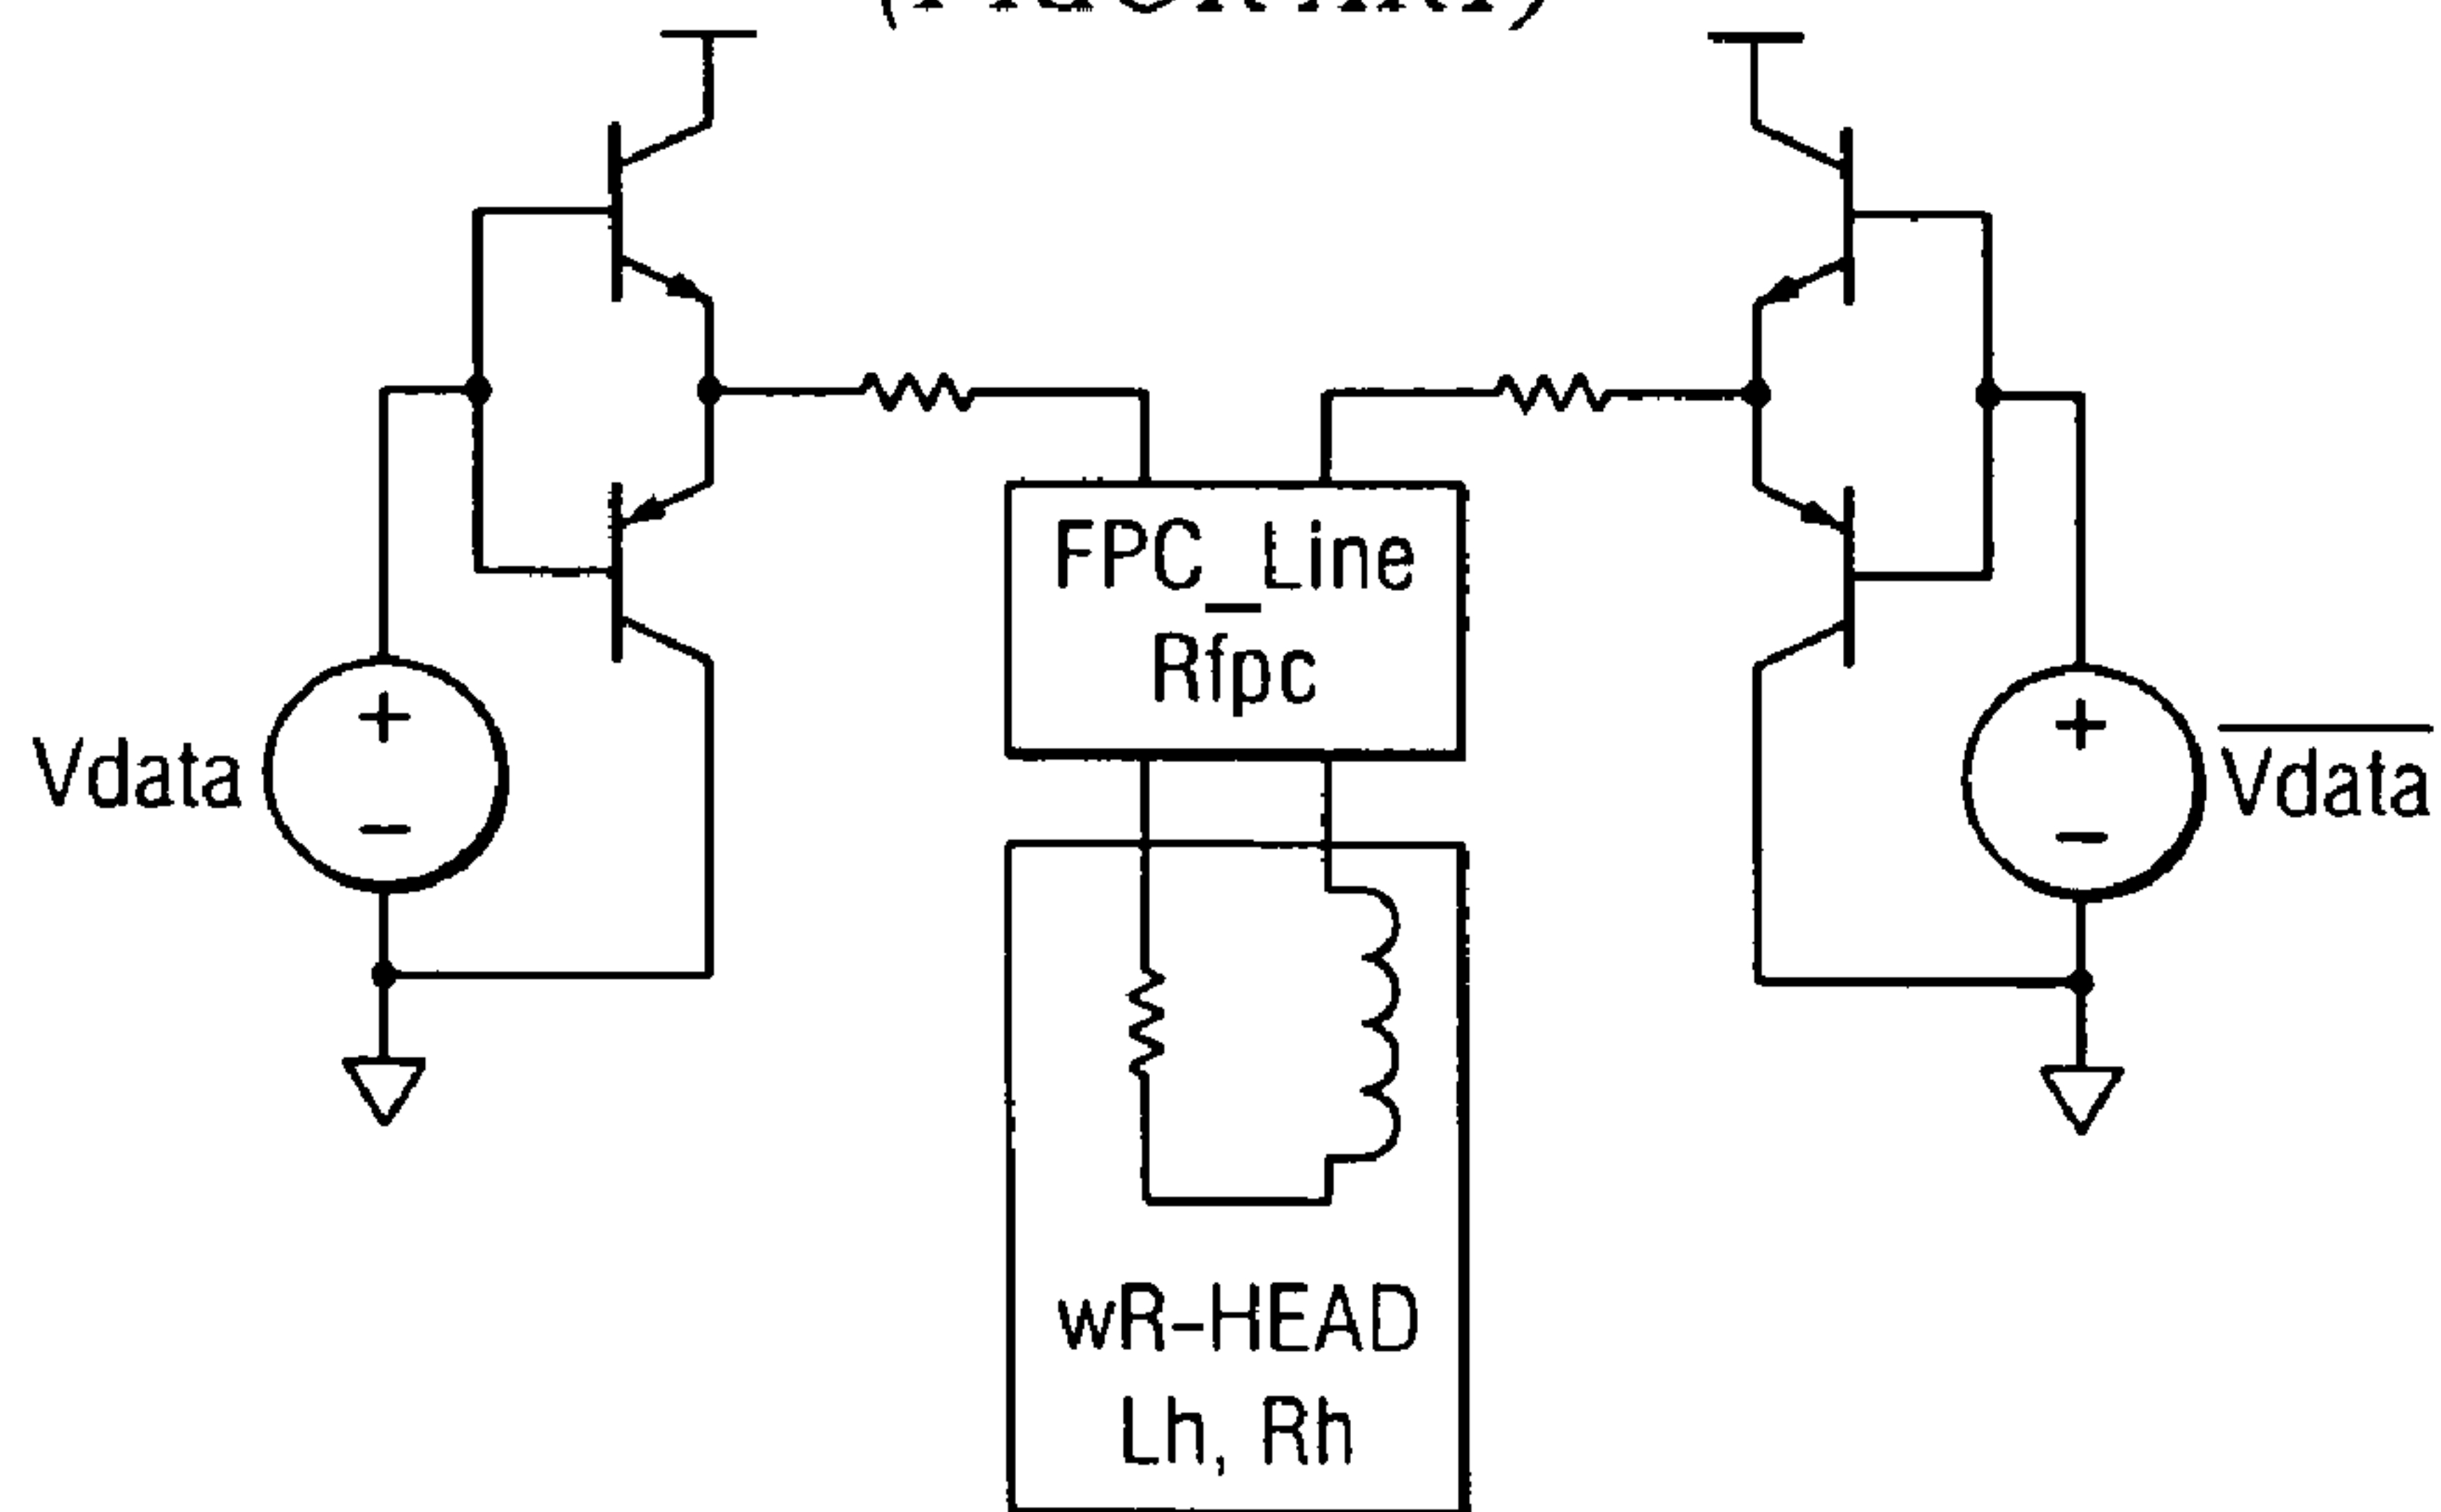 FPC_Line
Rfpc
+
+
Vdata
Vdata
−
−
wR-HEAD
Lh, Rh